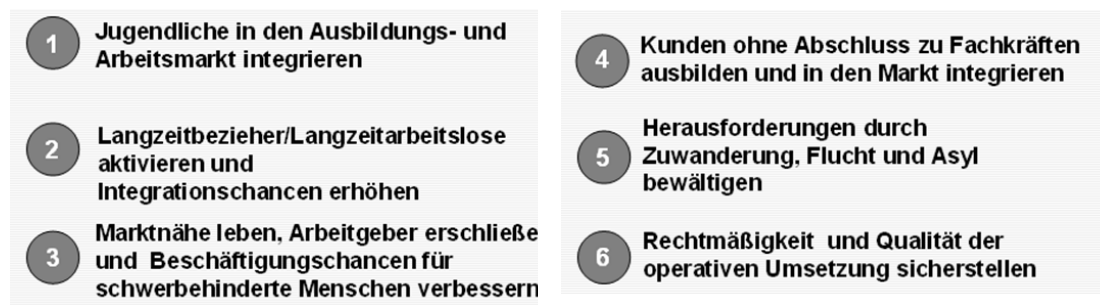 1
Jugendliche in den Ausbildungs- und
Arbeitsmarkt integrieren
2
Langzeitbezieher/Langzeitarbeitslose
aktivieren und
Integrationschancen erhöhen
3
Marktnähe leben, Arbeitgeber erschließe
und Beschäftigungschancen für
schwerbehinderte Menschen verbessern
4
Kunden ohne Abschluss zu Fachkräften
ausbilden und in den Markt integrieren
5
Herausforderungen durch
Zuwanderung, Flucht und Asyl
bewältigen
6
Rechtmäßigkeit und Qualität der
operativen Umsetzung sicherstellen